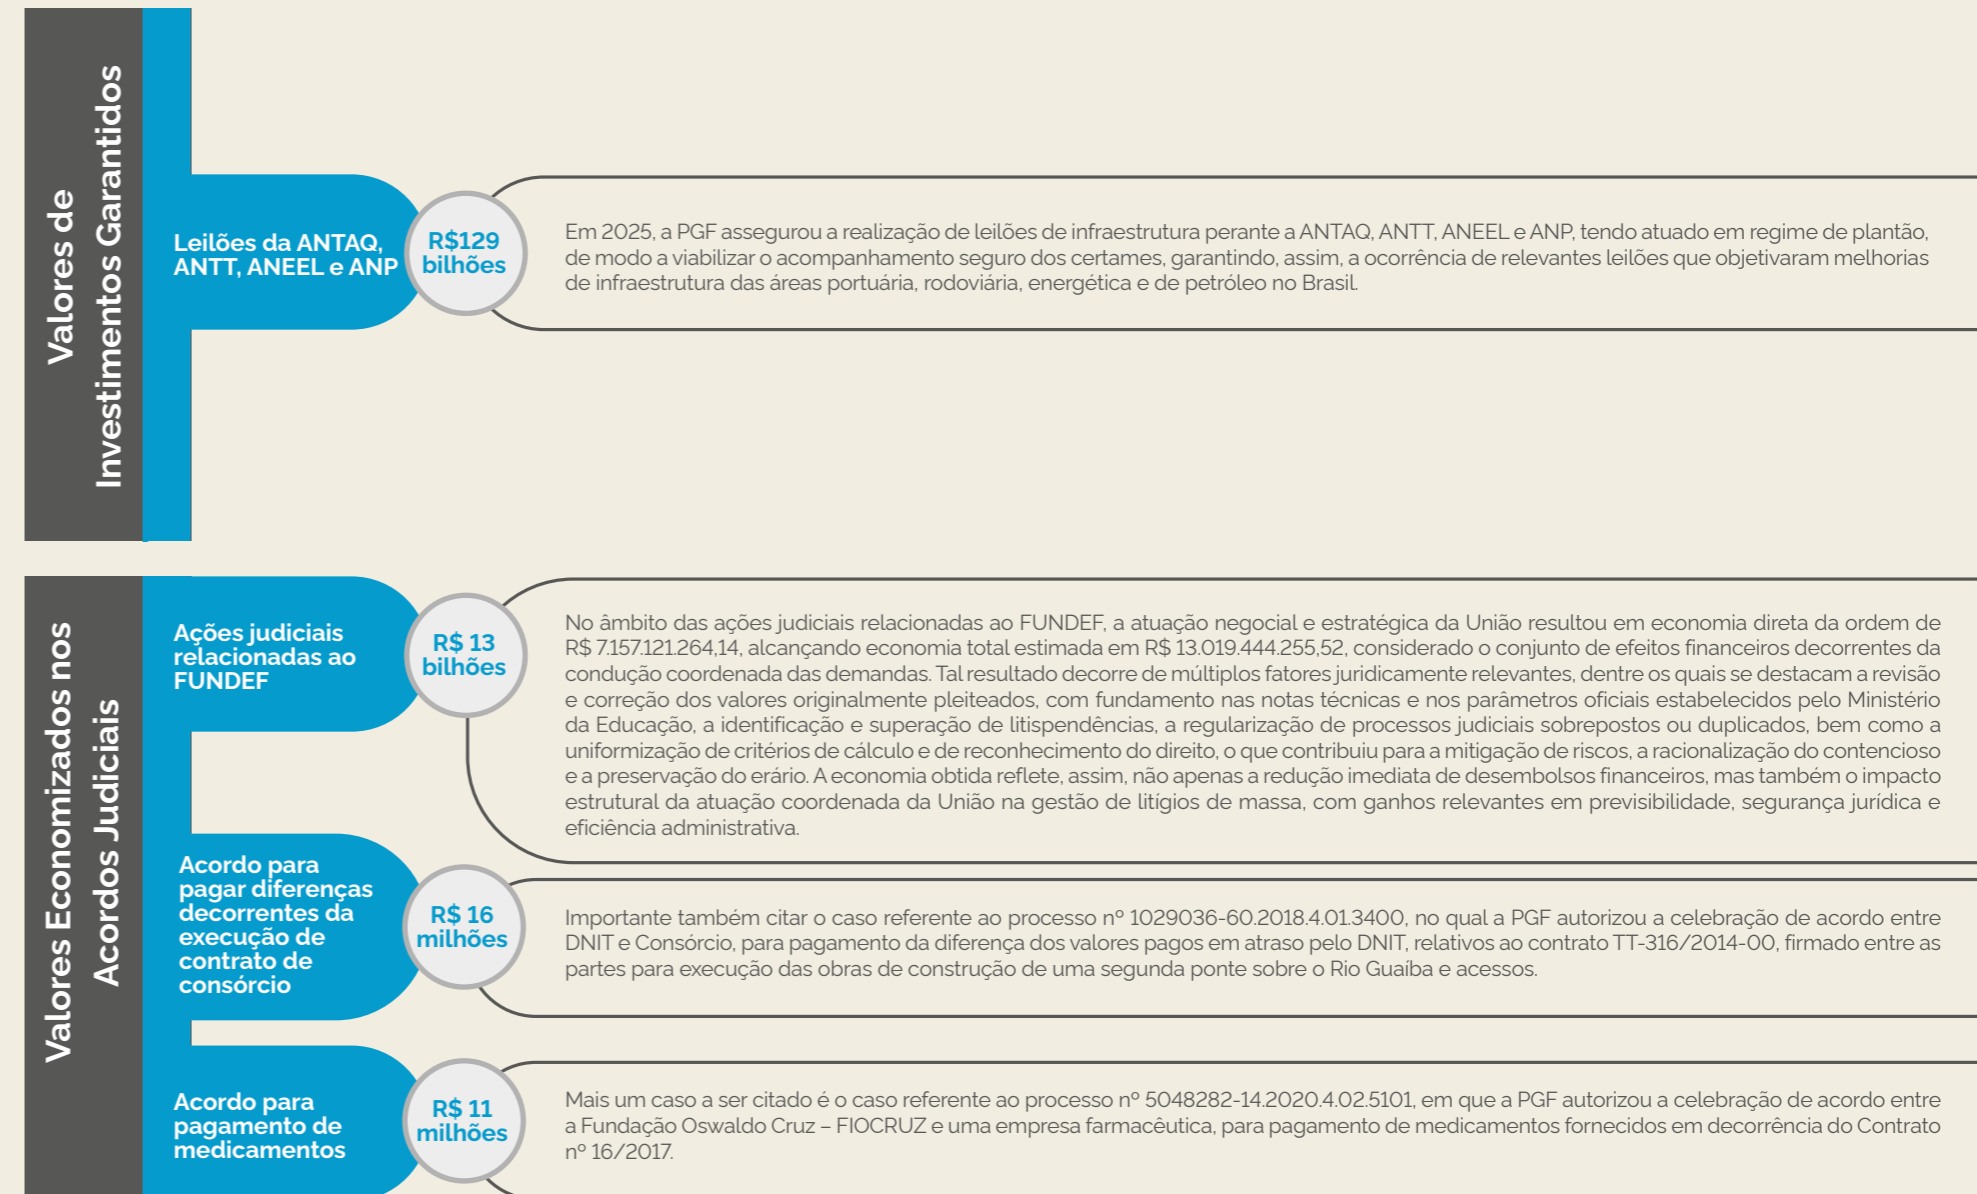 Valores de
Investimentos Garantidos
Leilões da ANTAQ,
ANTT, ANEEL e ANP
R$129
bilhões
Em 2025, a PGF assegurou a realização de leilões de infraestrutura perante a ANTAQ, ANTT, ANEEL e ANP, tendo atuado em regime de plantão,
de modo a viabilizar o acompanhamento seguro dos certames, garantindo, assim, a ocorrência de relevantes leilões que objetivaram melhorias
de infraestrutura das áreas portuária, rodoviária, energética e de petróleo no Brasil.
Valores Economizados nos
Acordos Judiciais
Ações judiciais
relacionadas ao
FUNDEF
R$ 13
bilhões
No âmbito das ações judiciais relacionadas ao FUNDEF, a atuação negocial e estratégica da União resultou em economia direta da ordem de
R$ 7.157.121.264,14, alcançando economia total estimada em R$ 13.019.444.255,52, considerado o conjunto de efeitos financeiros decorrentes da
condução coordenada das demandas. Tal resultado decorre de múltiplos fatores juridicamente relevantes, dentre os quais se destacam a revisão
e correção dos valores originalmente pleiteados, com fundamento nas notas técnicas e nos parâmetros oficiais estabelecidos pelo Ministério
da Educação, a identificação e superação de litispendências, a regularização de processos judiciais sobrepostos ou duplicados, bem como a
uniformização de critérios de cálculo e de reconhecimento do direito, o que contribuiu para a mitigação de riscos, a racionalização do contencioso
e a preservação do erário. A economia obtida reflete, assim, não apenas a redução imediata de desembolsos financeiros, mas também o impacto
estrutural da atuação coordenada da União na gestão de litígios de massa, com ganhos relevantes em previsibilidade, segurança jurídica e
eficiência administrativa.
Acordo para
pagar diferenças
decorrentes da
execução de
contrato de
consórcio
R$ 16
milhões
Importante também citar o caso referente ao processo nº 1029036-60.2018.4.01.3400, no qual a PGF autorizou a celebração de acordo entre
DNIT e Consórcio, para pagamento da diferença dos valores pagos em atraso pelo DNIT, relativos ao contrato TT-316/2014-00, firmado entre as
partes para execução das obras de construção de uma segunda ponte sobre o Rio Guaíba e acessos.
Acordo para
pagamento de
medicamentos
R$ 11
milhões
Mais um caso a ser citado é o caso referente ao processo nº 5048282-14.2020.4.02.5101, em que a PGF autorizou a celebração de acordo entre
a Fundação Oswaldo Cruz – FIOCRUZ e uma empresa farmacêutica, para pagamento de medicamentos fornecidos em decorrência do Contrato
nº 16/2017.